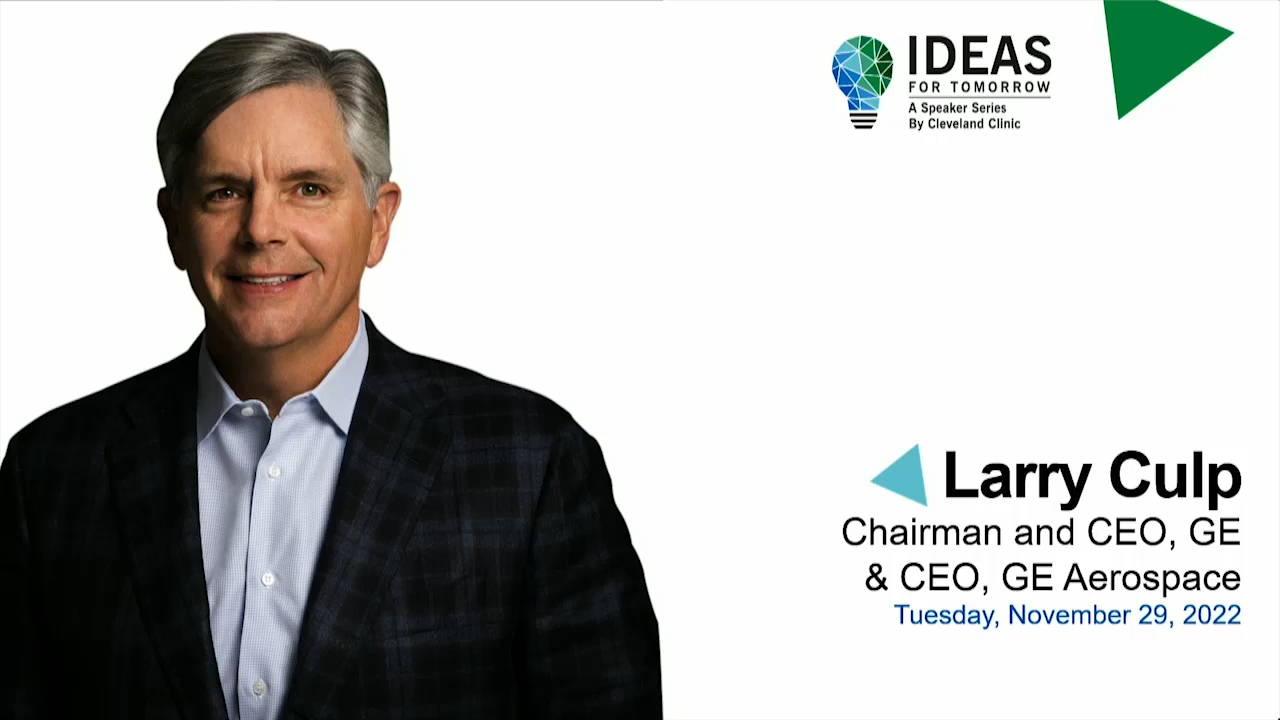 IDEAS
FOR TOMORROW
A Speaker Series
By Cleveland Clinic
Larry Culp
Chairman and CEO, GE
& CEO, GE Aerospace
Tuesday, November 29, 2022